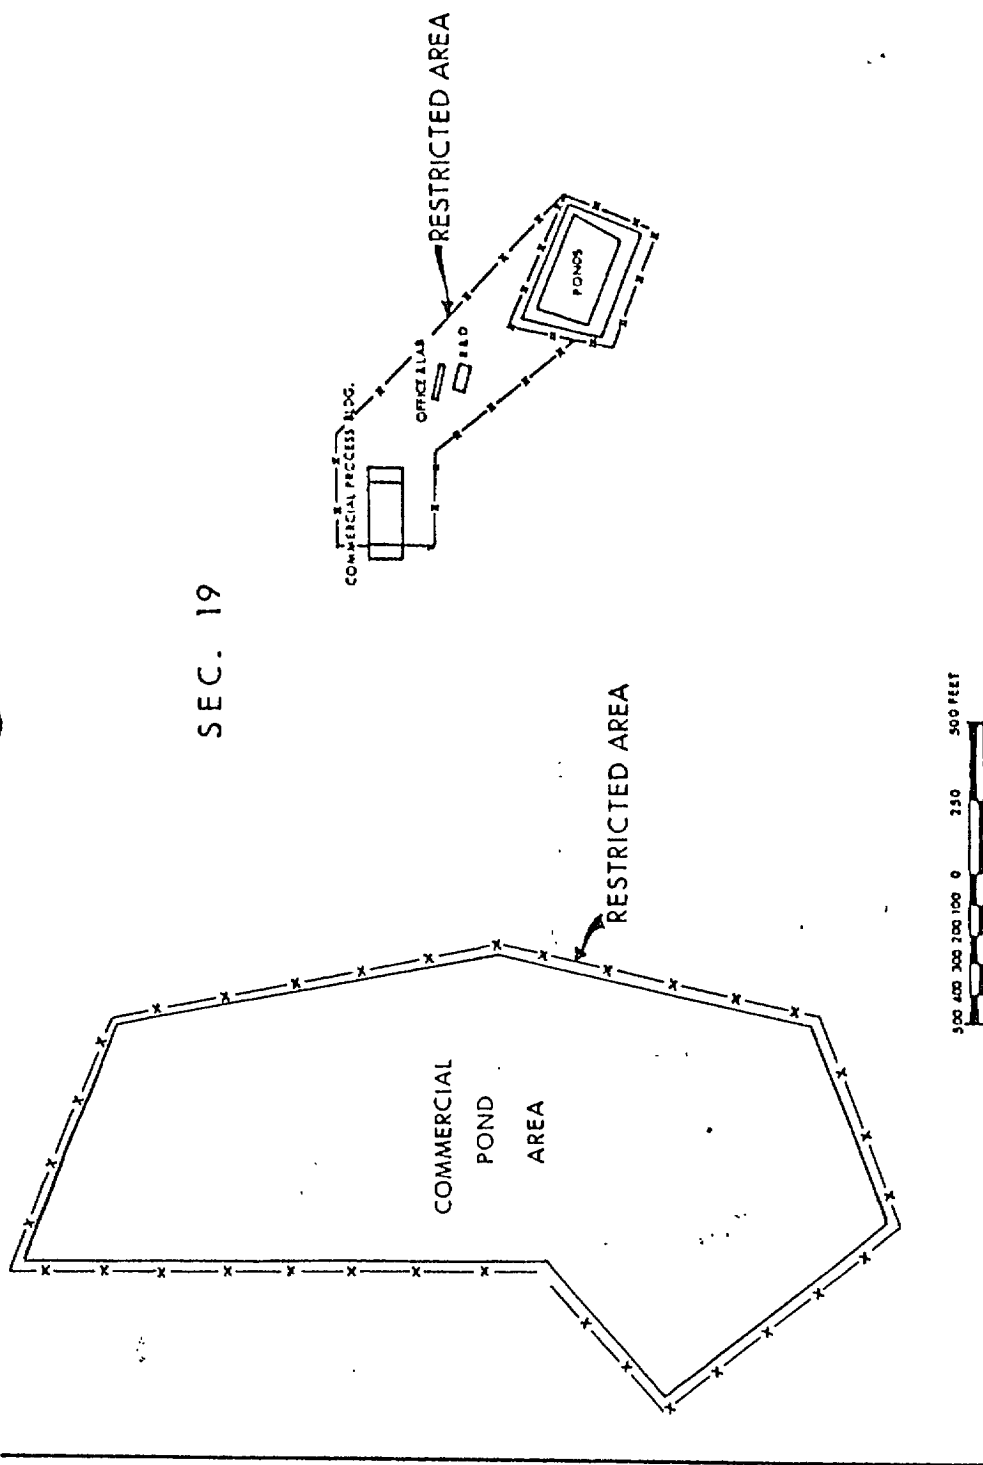 SEC. 19
RESTRICTED AREA
COMMERCIAL PROCESS BLDG.
OFFICE & LAB
R & D
PONDS
RESTRICTED AREA
COMMERCIAL
POND
AREA
500 400 300 200 100 0 250 500 FEET